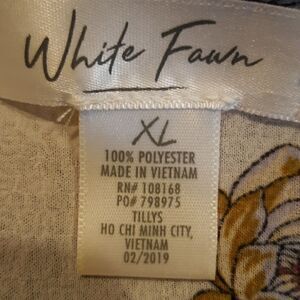 White Fawn
XL
100% POLYESTER
MADE IN VIETNAM
RN# 108168
PO# 798975
TILLYS
HO CHI MINH CITY,
VIETNAM
02/2019